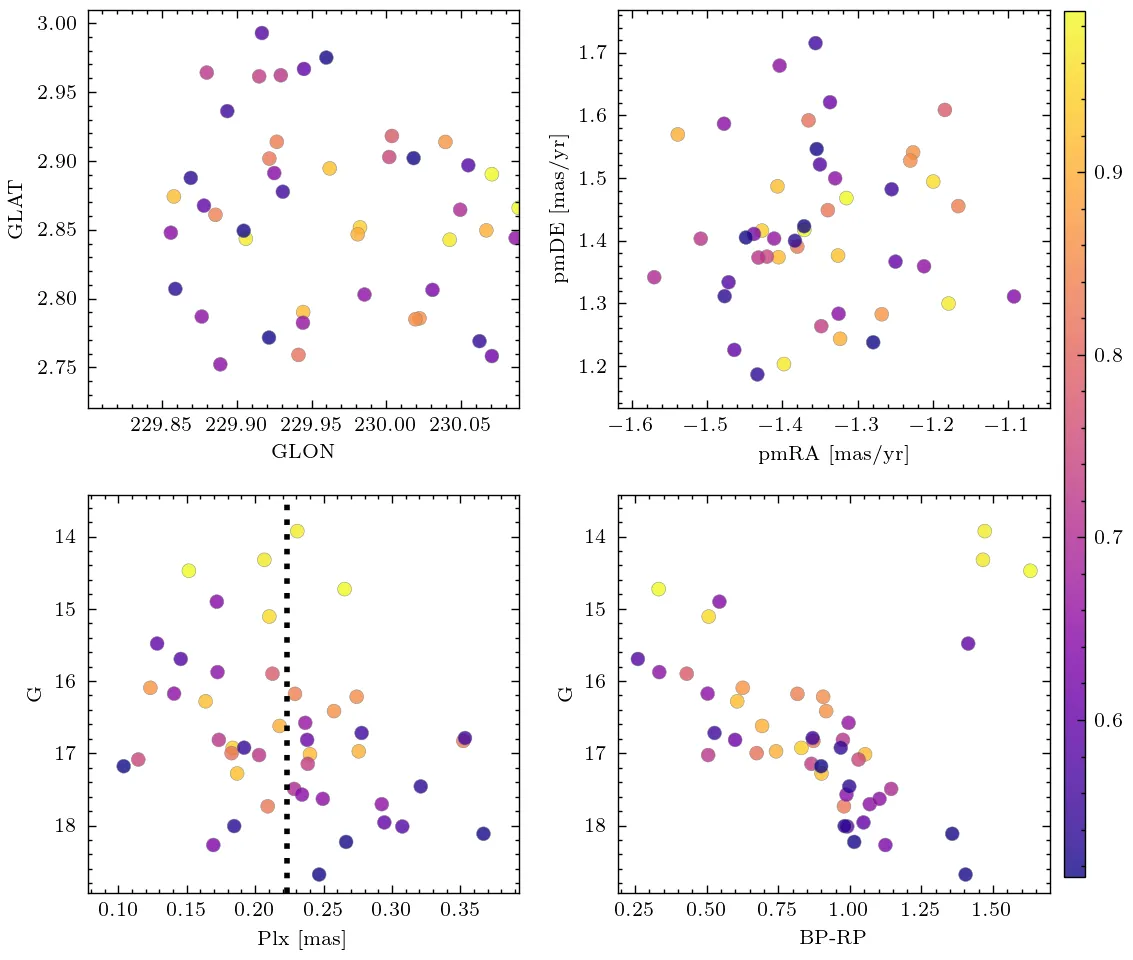 3.00
2.95
2.90
2.85
2.80
2.75
GLAT
229.85 229.90 229.95 230.00 230.05
GLON
1.7
1.6
1.5
1.4
1.3
1.2
pmDE [mas/yr]
−1.6 −1.5 −1.4 −1.3 −1.2 −1.1
pmRA [mas/yr]
0.9
0.8
0.7
0.6
14
15
16
17
18
G
0.10 0.15 0.20 0.25 0.30 0.35
Plx [mas]
14
15
16
17
18
G
0.25 0.50 0.75 1.00 1.25 1.50
BP-RP